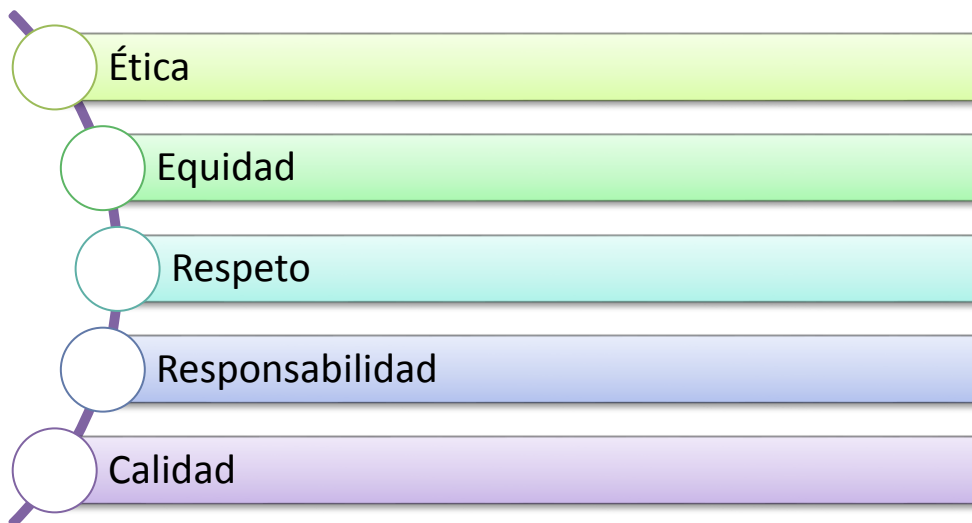 Ética
Equidad
Respeto
Responsabilidad
Calidad